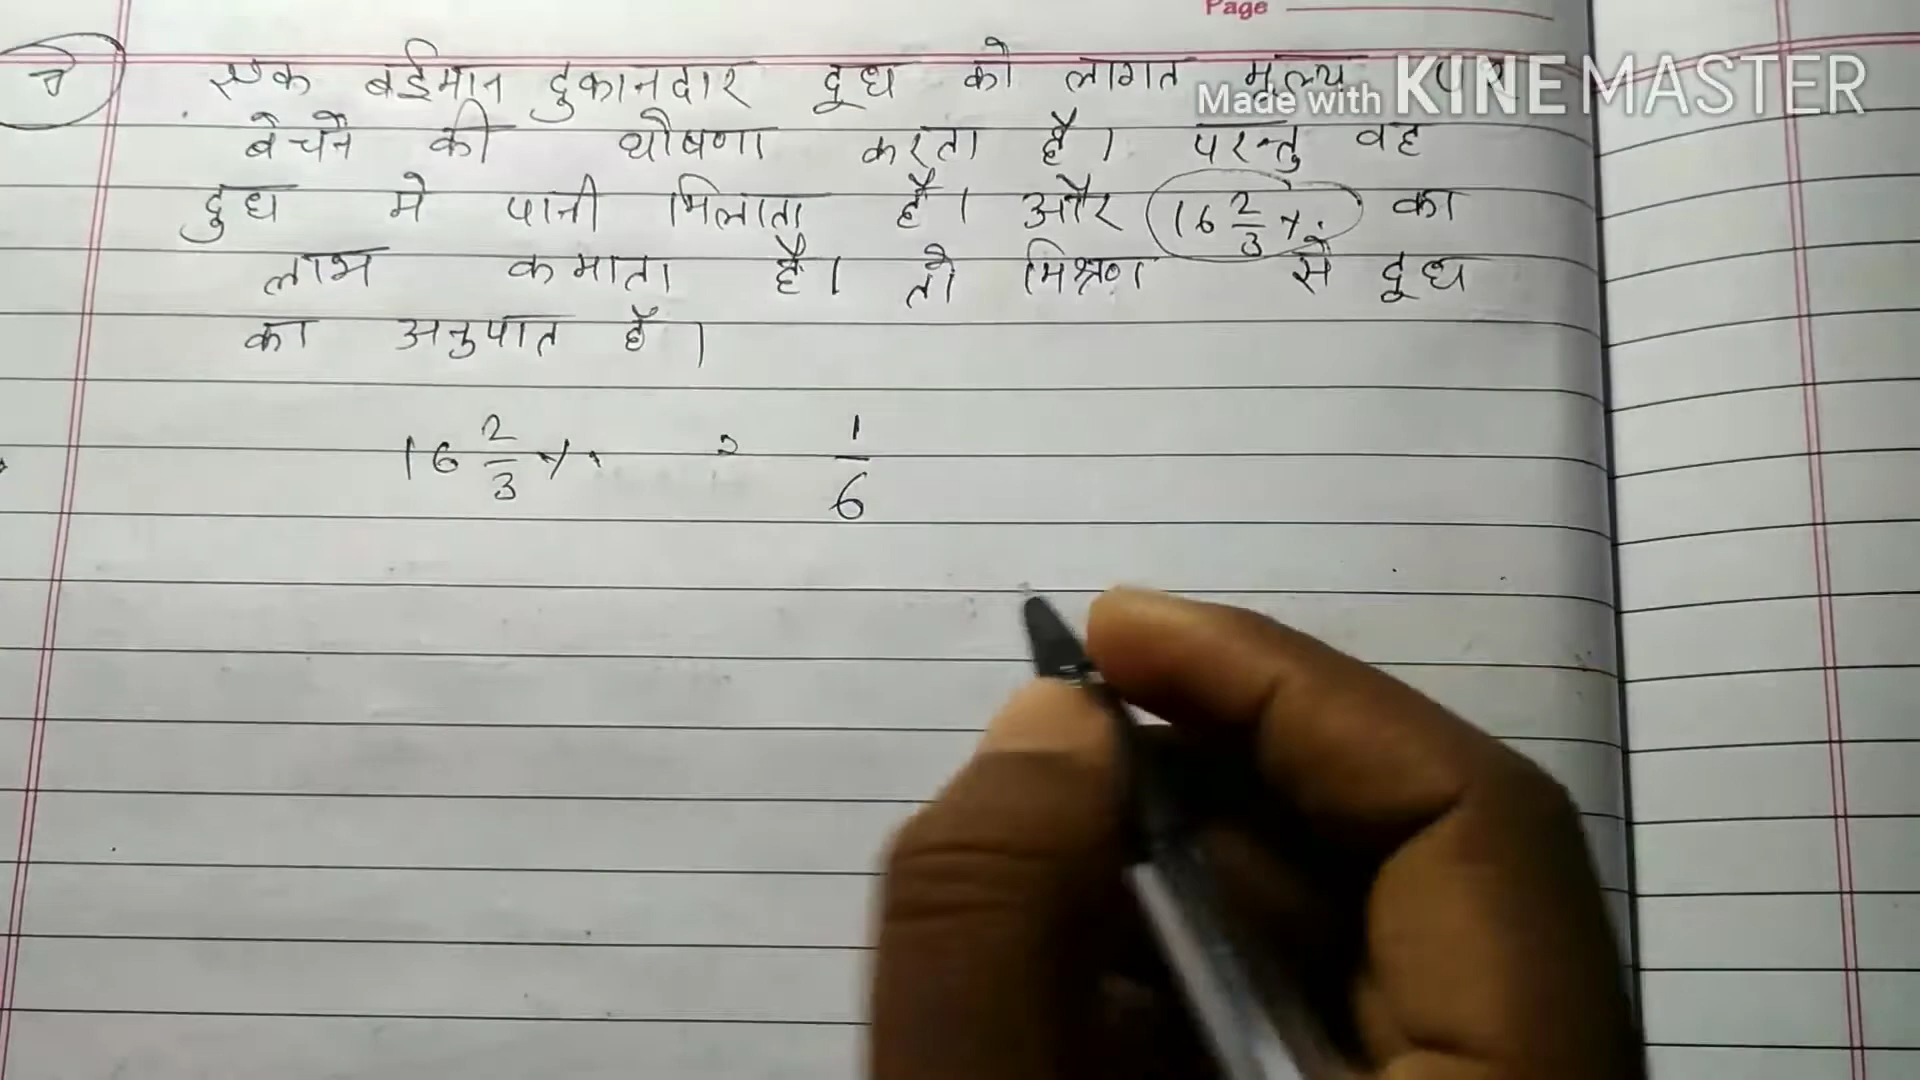 Page
एक बईमान दुकानदार दूध को लागत मूल्य पर
Made with KINEMASTER
बेचने की घोषणा करता है। परन्तु वह
दुध मे पानी मिलाता है। और 16 2/3 %. का
लाभ कमाता है। तो मिश्रण से दूध
का अनुपात है।
16 2/3 %. = 1/6